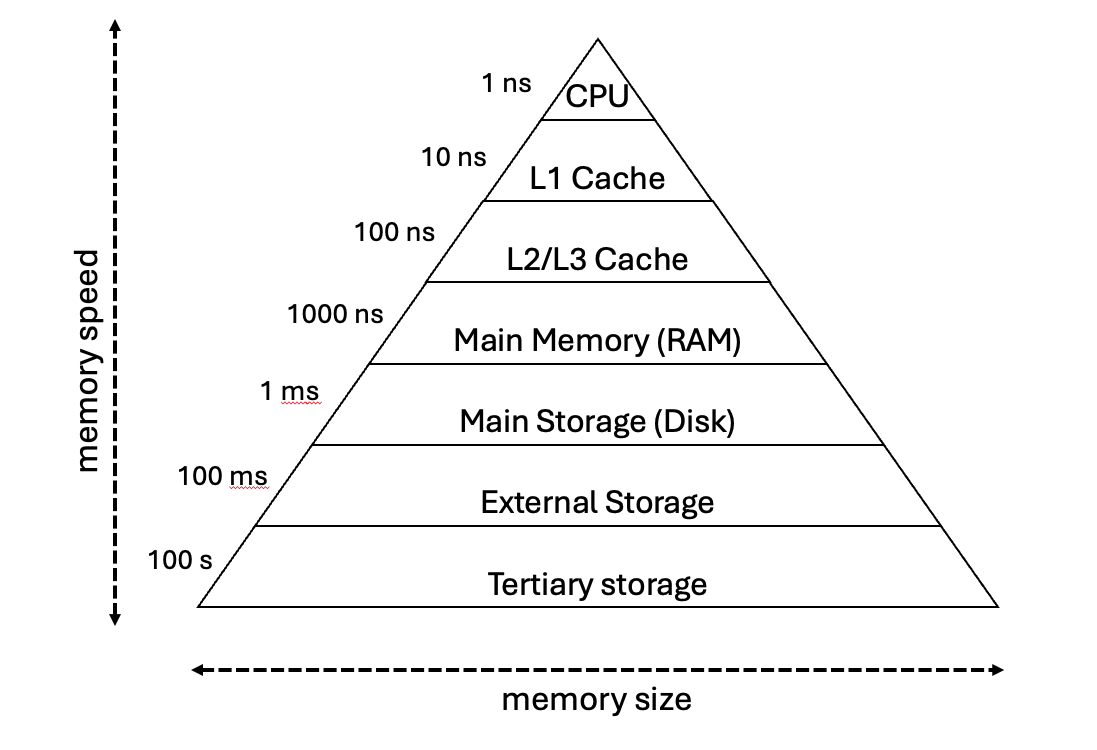 1 ns
CPU
10 ns
L1 Cache
100 ns
L2/L3 Cache
1000 ns
Main Memory (RAM)
1 ms
Main Storage (Disk)
100 ms
External Storage
100 s
Tertiary storage
memory speed
memory size